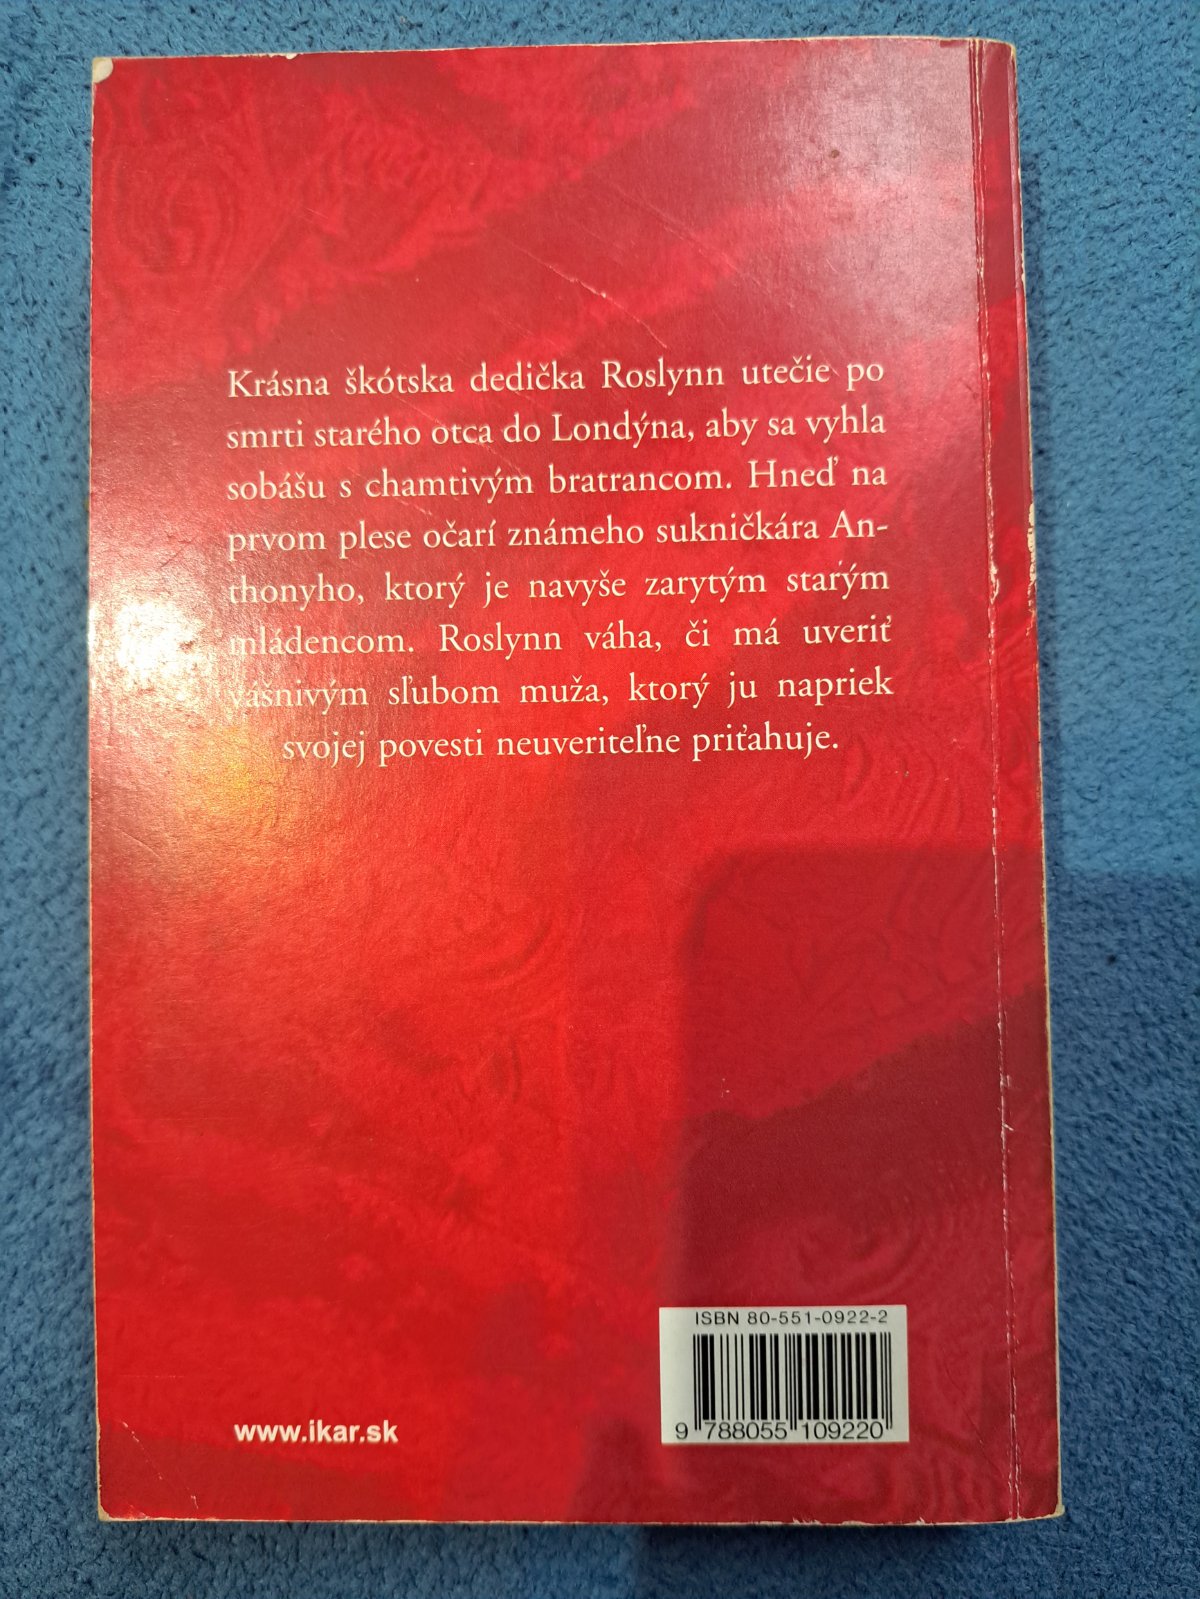 Krásna škótska dedička Roslynn utečie po
smrti starého otca do Londýna, aby sa vyhla
sobášu s chamtivým bratrancom. Hneď na
prvom plese očarí známeho sukničkára An-
thonyho, ktorý je navyše zarytým starým
mládencom. Roslynn váha, či má uveriť
vášnivým sľubom muža, ktorý ju napriek
svojej povesti neuveriteľne priťahuje.
ISBN 80-551-0922-2
9 788055 109220
www.ikar.sk